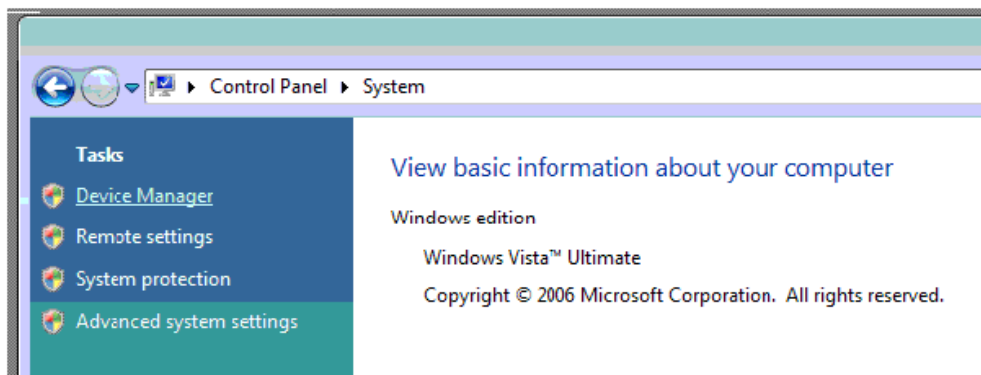 Control Panel System
Tasks
Device Manager
Remote settings
System protection
Advanced system settings
View basic information about your computer
Windows edition
Windows Vista™ Ultimate
Copyright © 2006 Microsoft Corporation. All rights reserved.